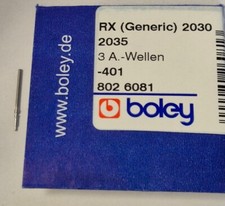 www.boley.de
RX (Generic) 2030
2035
3 A.-Wellen
-401
802 6081
boley